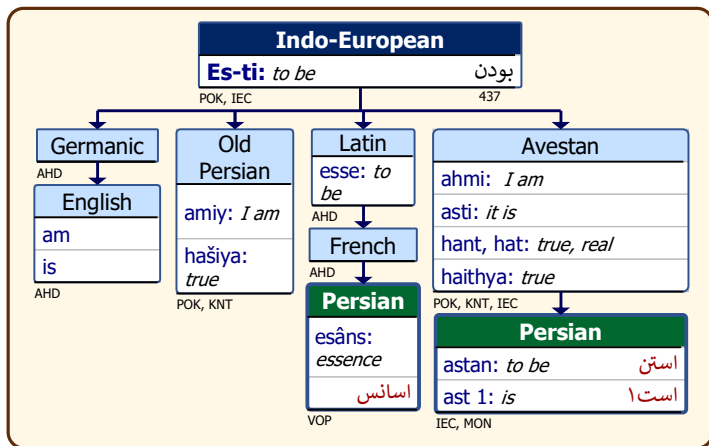 Indo-European
Es-ti: to be بودن
POK, IEC 437
Germanic
AHD
English
am
is
AHD
Old
Persian
amiy: I am
hašiya:
true
POK, KNT
Latin
esse: to
be
AHD
French
AHD
Persian
esâns:
essence
اسانس
VOP
Avestan
ahmi: I am
asti: it is
hant, hat: true, real
haithya: true
POK, KNT, IEC
Persian
astan: to be استن
ast 1: is است۱
IEC, MON